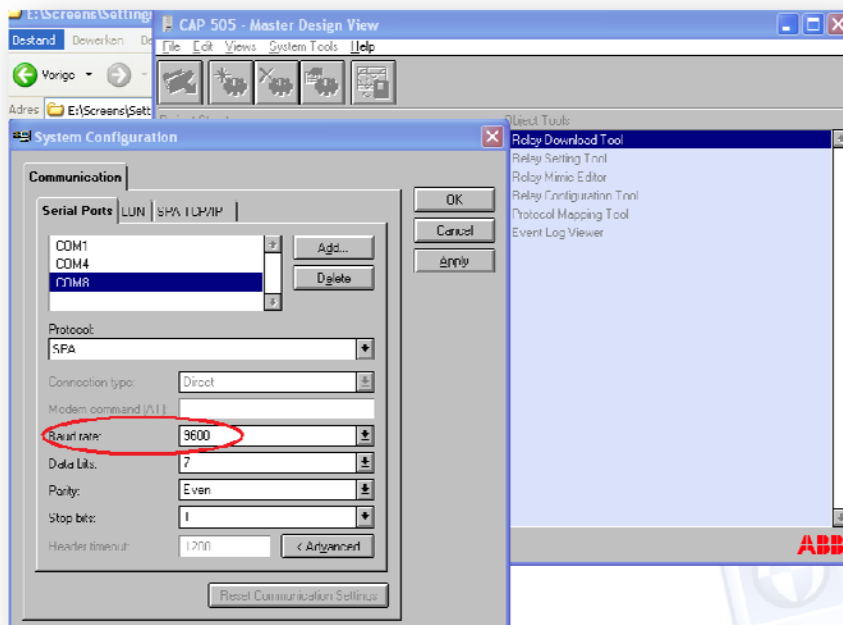 E:\Screens\Setting
CAP 505 - Master Design View
Bestand Bewerken Be
File Edit Views System Tools Help
Vorige
Adres E:\Screens\Sett
Object Tools
System Configuration
Relay Download Tool
Relay Setting Tool
Relay Mimic Editor
Relay Configuration Tool
Protocol Mapping Tool
Event Log Viewer
Communication
Serial Ports LON SPA TCP/IP
OK
Cancel
Apply
COM1
COM4
COM8
Add...
Delete
Protocol:
SPA
Connection type: Direct
Modem command (AT):
Baud rate: 9600
Data bits: 7
Parity: Even
Stop bits: 1
Header timeout: 1200 < Advanced
ABB
Reset Communication Settings